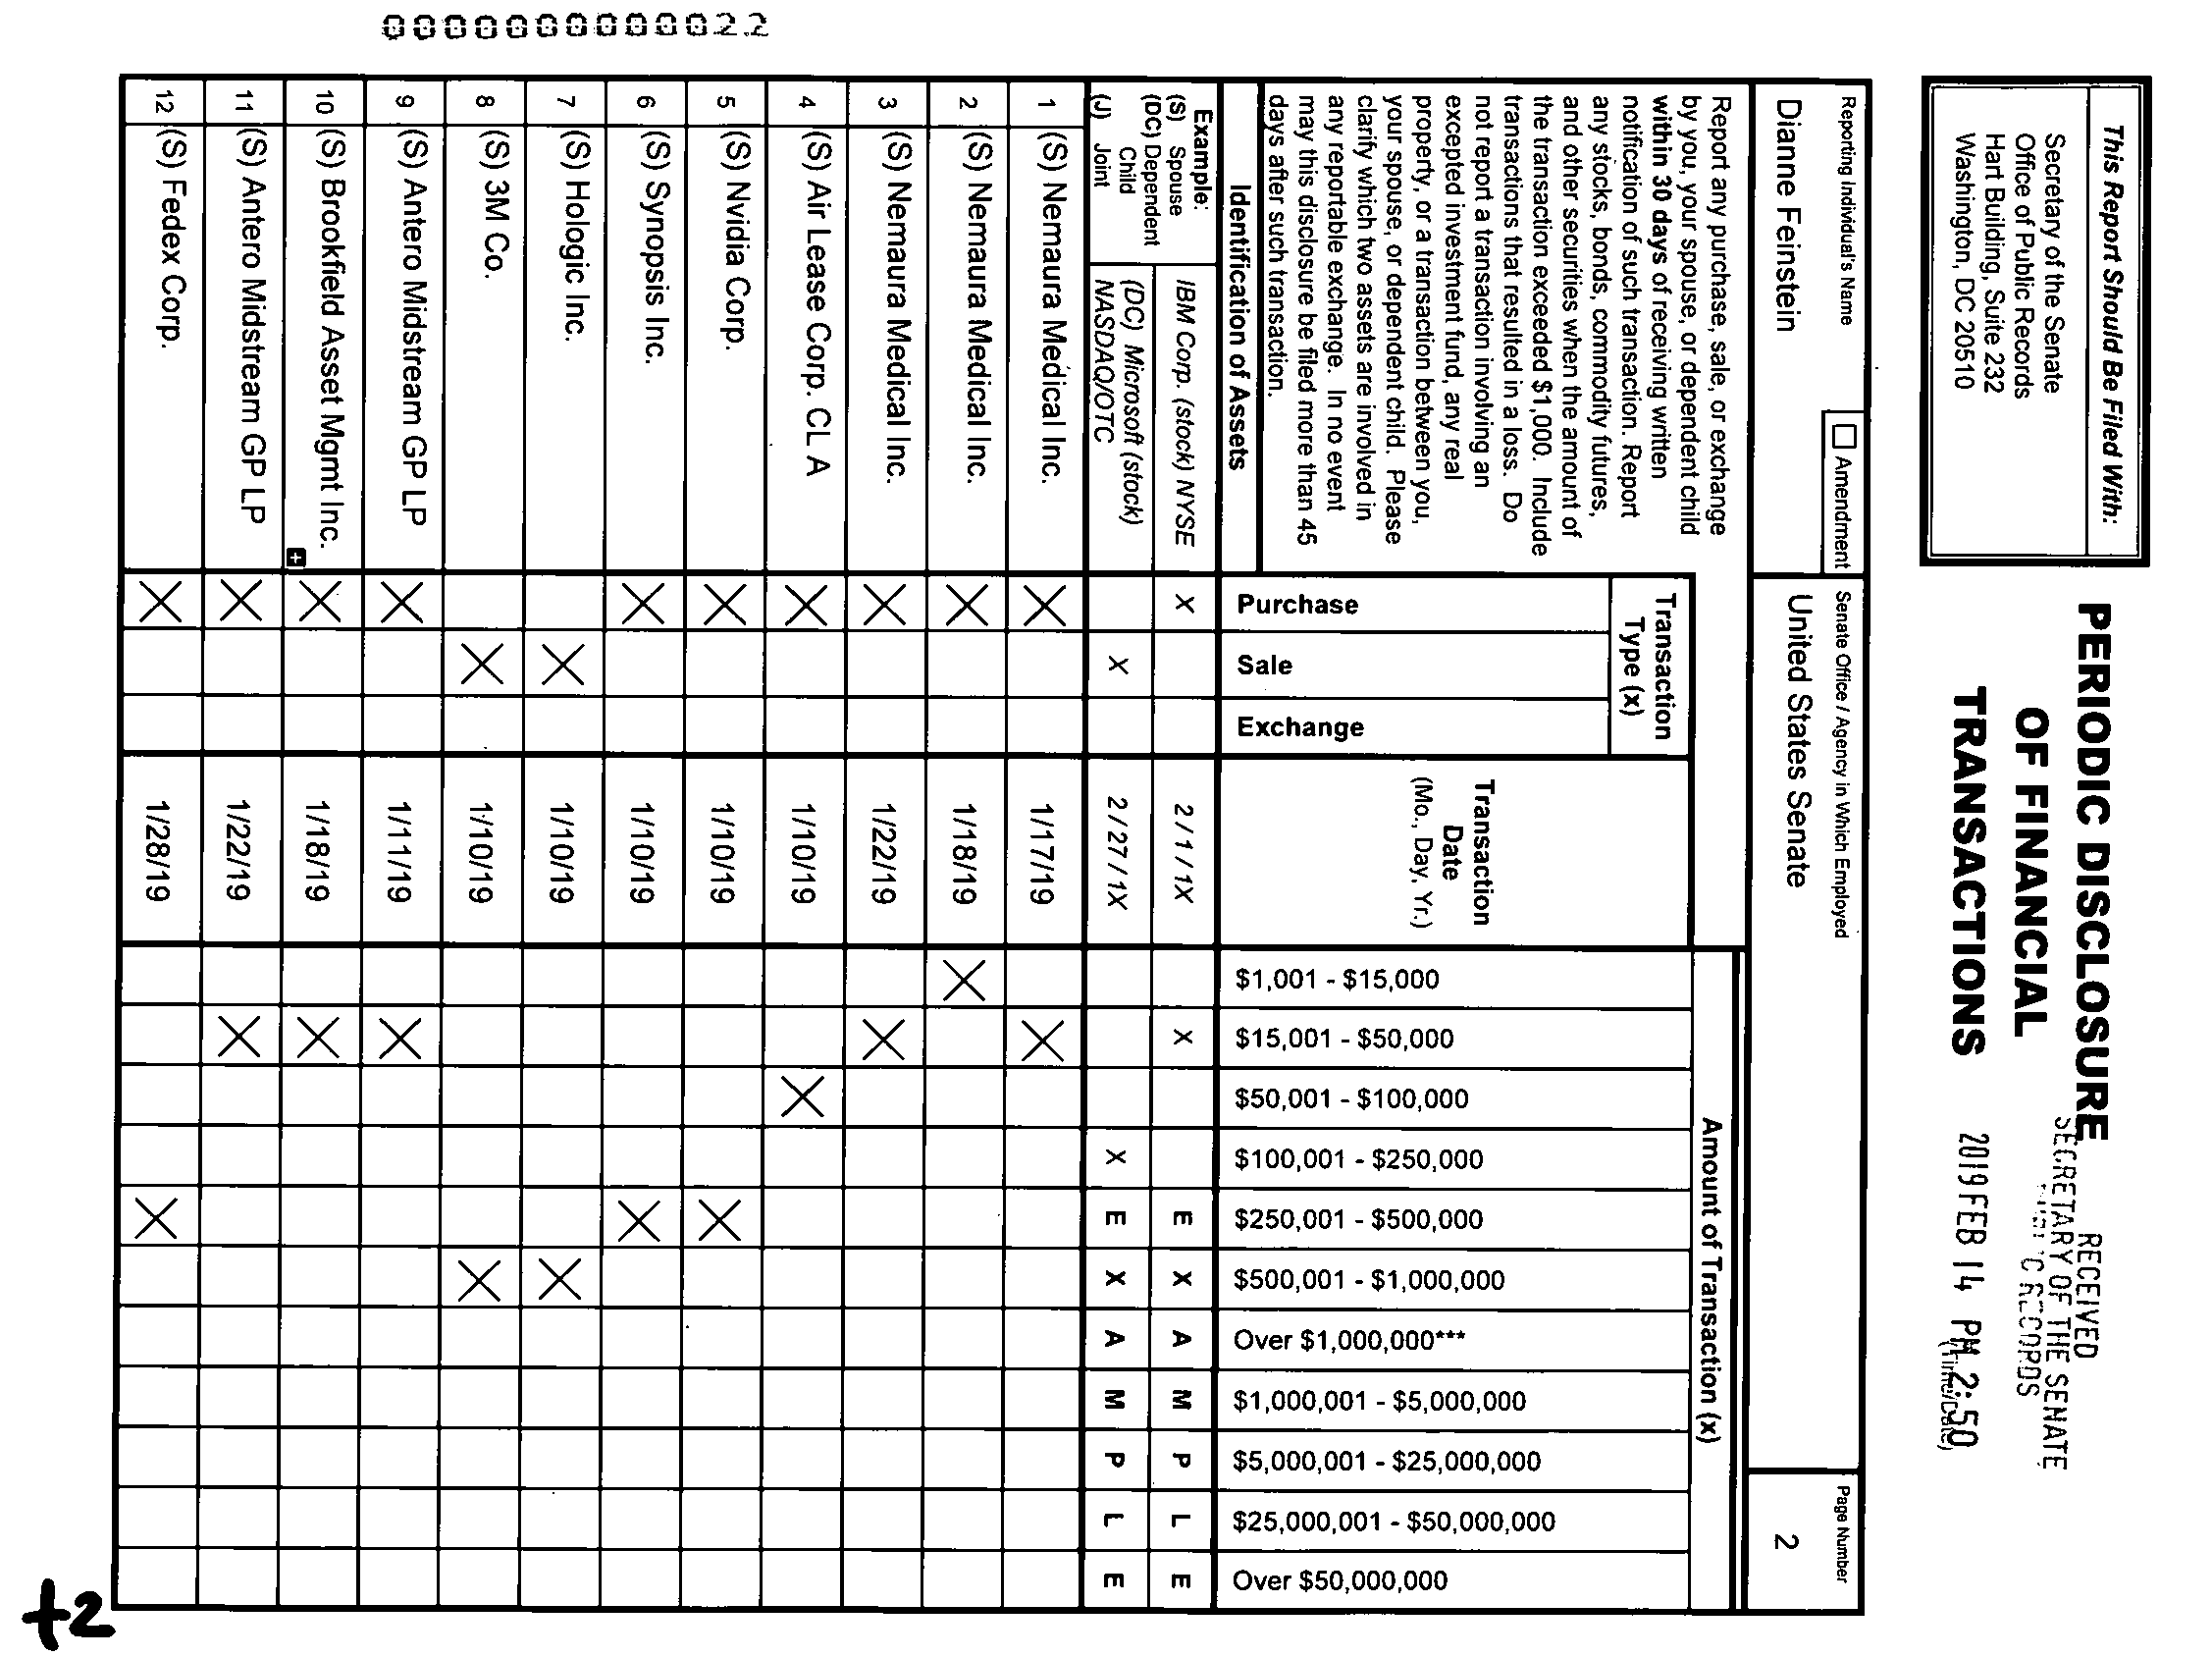 This Report Should Be Filed With:
Secretary of the Senate
Office of Public Records
Hart Building, Suite 232
Washington, DC 20510
PERIODIC DISCLOSURE
OF FINANCIAL
TRANSACTIONS
RECEIVED
SECRETARY OF THE SENATE
RECORDS
2019 FEB 14 PM 2:50
(Time/Date)
Reporting Individual's Name
Amendment
Senate Office / Agency in Which Employed
Page Number
Dianne Feinstein
United States Senate
2
Report any purchase, sale, or exchange
by you, your spouse, or dependent child
within 30 days of receiving written
notification of such transaction. Report
any stocks, bonds, commodity futures,
and other securities when the amount of
the transaction exceeded $1,000. Include
transactions that resulted in a loss. Do
not report a transaction involving an
excepted investment fund, any real
property, or a transaction between you,
your spouse, or dependent child. Please
clarify which two assets are involved in
any reportable exchange. In no event
may this disclosure be filed more than 45
days after such transaction.
Identification of Assets
Transaction
Type (x)
Purchase
Sale
Exchange
Transaction
Date
(Mo., Day, Yr.)
Amount of Transaction (x)
$1,001 - $15,000
$15,001 - $50,000
$50,001 - $100,000
$100,001 - $250,000
$250,001 - $500,000
$500,001 - $1,000,000
Over $1,000,000***
$1,000,001 - $5,000,000
$5,000,001 - $25,000,000
$25,000,001 - $50,000,000
Over $50,000,000
Example:
(S) Spouse
(DC) Dependent
Child
(J) Joint
IBM Corp. (stock) NYSE X 2 / 1 / 1X X E X A M P L E
(DC) Microsoft (stock)
NASDAQ/OTC X 2 / 27 / 1X X E X A M P L E
1 (S) Nemaura Medical Inc. X 1/17/19 X
2 (S) Nemaura Medical Inc. X 1/18/19 X
3 (S) Nemaura Medical Inc. X 1/22/19 X
4 (S) Air Lease Corp. CL A X 1/10/19 X
5 (S) Nvidia Corp. X 1/10/19 X
6 (S) Synopsis Inc. X 1/10/19 X
7 (S) Hologic Inc. X 1/10/19 X
8 (S) 3M Co. X 1/10/19 X
9 (S) Antero Midstream GP LP X 1/11/19 X
10 (S) Brookfield Asset Mgmt Inc. X 1/18/19 X
11 (S) Antero Midstream GP LP X 1/22/19 X
12 (S) Fedex Corp. X 1/28/19 X
000000000022
+2